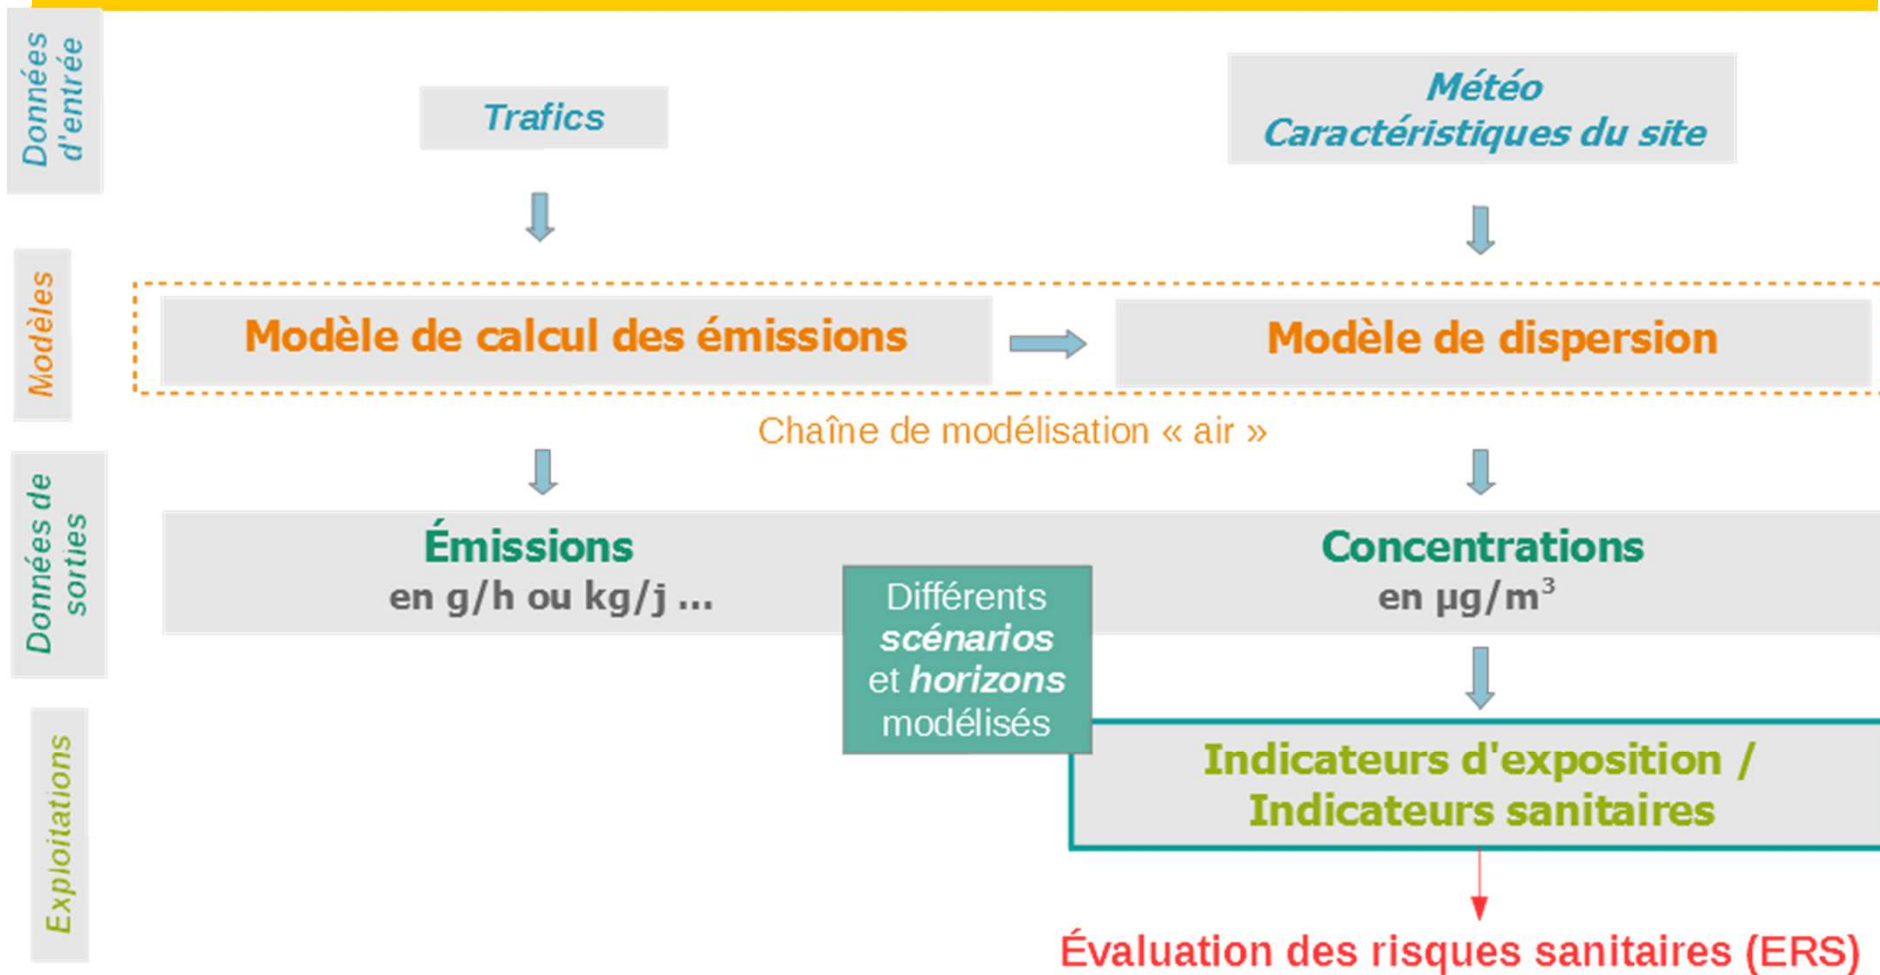 Données
d'entrée
Trafics
Météo
Caractéristiques du site
Modèles
Modèle de calcul des émissions
Modèle de dispersion
Chaîne de modélisation « air »
Données de
sorties
Émissions
en g/h ou kg/j ...
Concentrations
en µg/m³
Différents
scénarios
et horizons
modélisés
Exploitations
Indicateurs d'exposition /
Indicateurs sanitaires
Évaluation des risques sanitaires (ERS)